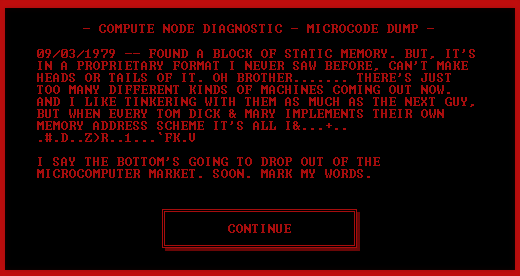 - COMPUTE NODE DIAGNOSTIC - MICROCODE DUMP -
09/03/1979 -- FOUND A BLOCK OF STATIC MEMORY. BUT, IT'S
IN A PROPRIETARY FORMAT I NEVER SAW BEFORE, CAN'T MAKE
HEADS OR TAILS OF IT. OH BROTHER....... THERE'S JUST
TOO MANY DIFFERENT KINDS OF MACHINES COMING OUT NOW.
AND I LIKE TINKERING WITH THEM AS MUCH AS THE NEXT GUY,
BUT WHEN EVERY TOM DICK & MARY IMPLEMENTS THEIR OWN
MEMORY ADDRESS SCHEME IT'S ALL I&...+..
.#.D..Z>R..1...`FK.V
I SAY THE BOTTOM'S GOING TO DROP OUT OF THE
MICROCOMPUTER MARKET. SOON. MARK MY WORDS.
CONTINUE